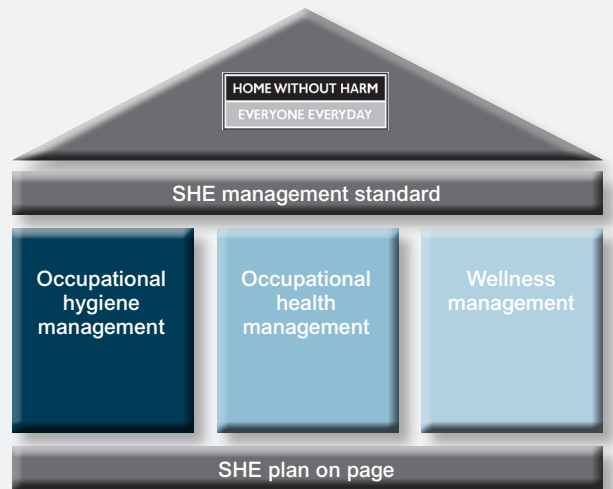 HOME WITHOUT HARM
EVERYONE EVERYDAY
SHE management standard
Occupational
hygiene
management
Occupational
health
management
Wellness
management
SHE plan on page